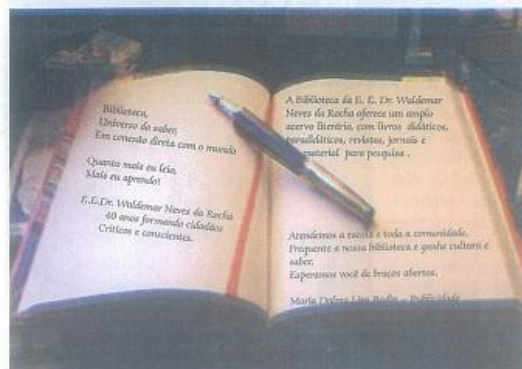 Biblioteca,
Universo do saber,
Em conexão direta com o mundo
Quanto mais eu leio,
Mais eu aprendo!
E.E.Dr. Waldemar Neves da Rocha
40 anos formando cidadãos
Críticos e conscientes.
A Biblioteca da E. E. Dr. Waldemar
Neves da Rocha oferece um amplo
acervo literário, com livros didáticos,
paradidáticos, revistas, jornais e
material para pesquisa .
Atendemos a escola e toda a comunidade.
Frequente a nossa biblioteca e ganhe cultura e
saber.
Esperamos você de braços abertos.
Maria Lira - Publicidade